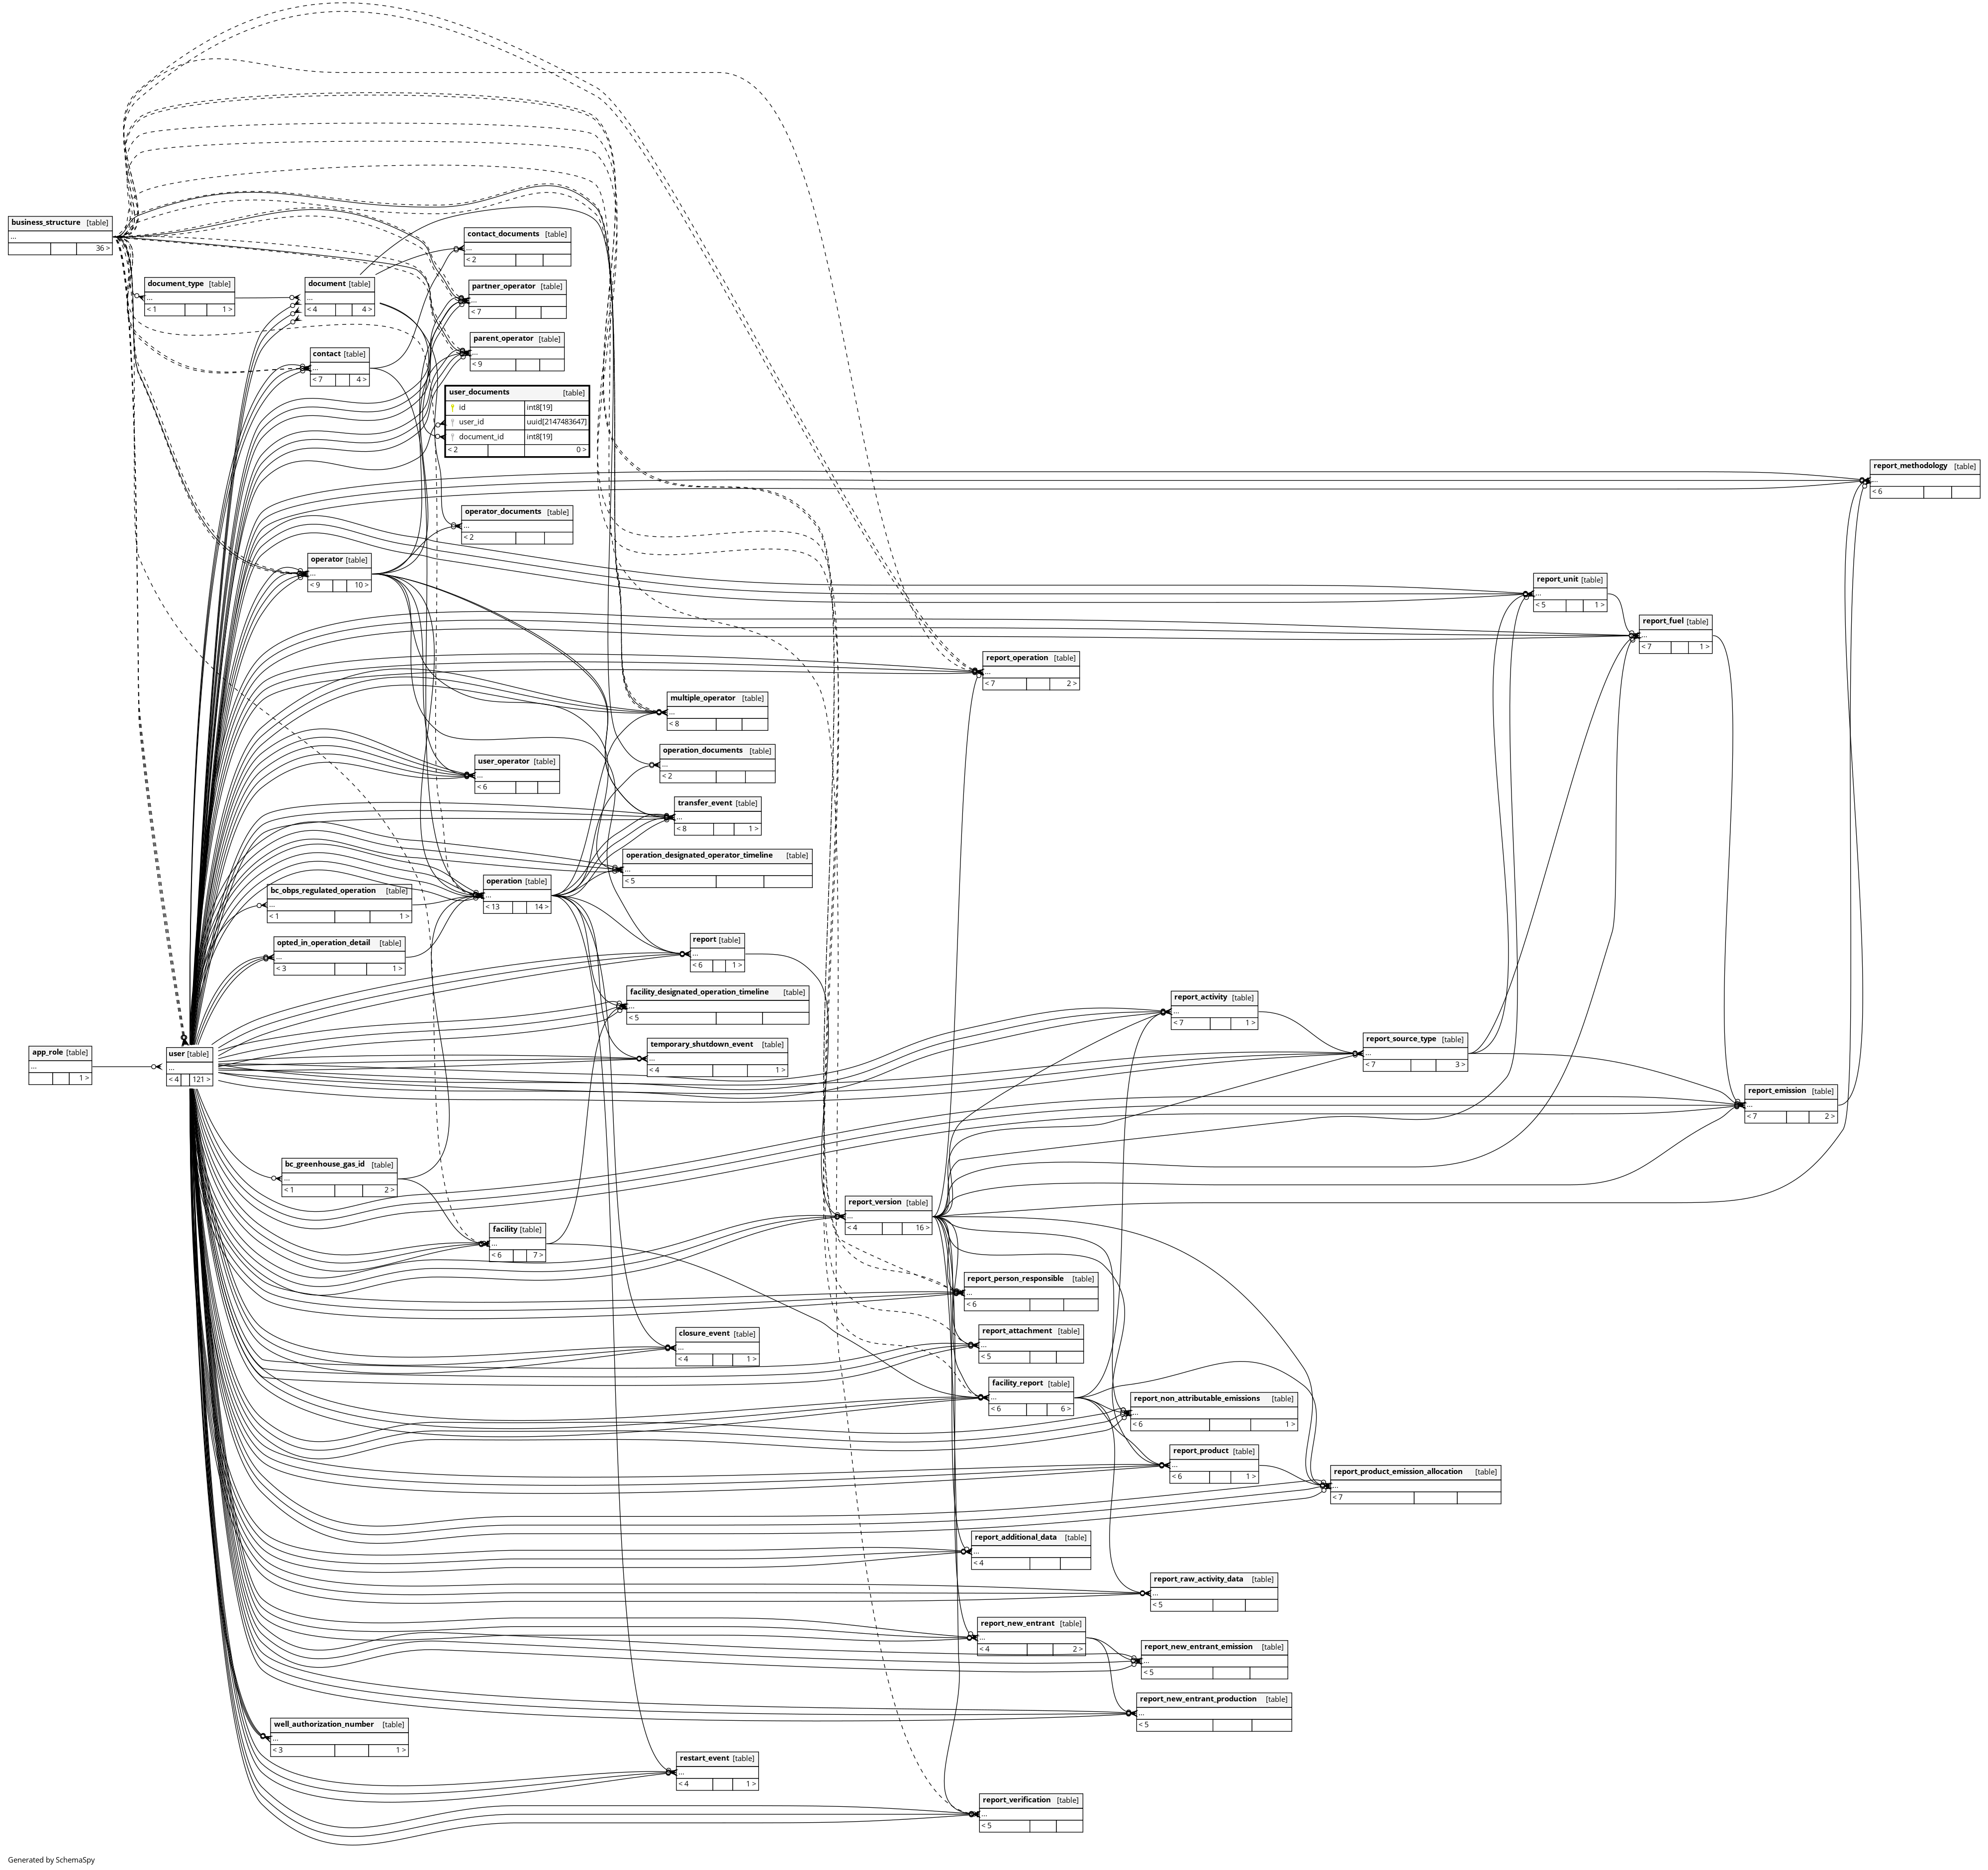 business_structure [table]
...
36 >
document_type [table]
...
< 1 1 >
document [table]
...
< 4 4 >
contact_documents [table]
...
< 2
partner_operator [table]
...
< 7
contact [table]
...
< 7 4 >
parent_operator [table]
...
< 9
user_documents [table]
id int8[19]
user_id uuid[2147483647]
document_id int8[19]
< 2 0 >
report_methodology [table]
...
< 6
operator_documents [table]
...
< 2
operator [table]
...
< 9 10 >
report_unit [table]
...
< 5 1 >
report_fuel [table]
...
< 7 1 >
report_operation [table]
...
< 7 2 >
multiple_operator [table]
...
< 8
operation_documents [table]
...
< 2
user_operator [table]
...
< 6
transfer_event [table]
...
< 8 1 >
operation_designated_operator_timeline [table]
...
< 5
operation [table]
...
< 13 14 >
bc_obps_regulated_operation [table]
...
< 1 1 >
opted_in_operation_detail [table]
...
< 3 1 >
report [table]
...
< 6 1 >
facility_designated_operation_timeline [table]
...
< 5
report_activity [table]
...
< 7 1 >
app_role [table]
...
1 >
user [table]
...
< 4 121 >
temporary_shutdown_event [table]
...
< 4 1 >
report_source_type [table]
...
< 7 3 >
report_emission [table]
...
< 7 2 >
bc_greenhouse_gas_id [table]
...
< 1 2 >
facility [table]
...
< 6 7 >
report_version [table]
...
< 4 16 >
report_person_responsible [table]
...
< 6
closure_event [table]
...
< 4 1 >
report_attachment [table]
...
< 5
facility_report [table]
...
< 6 6 >
report_non_attributable_emissions [table]
...
< 6 1 >
report_product [table]
...
< 6 1 >
report_product_emission_allocation [table]
...
< 7
report_additional_data [table]
...
< 4
report_raw_activity_data [table]
...
< 5
report_new_entrant [table]
...
< 4 2 >
report_new_entrant_emission [table]
...
< 5
report_new_entrant_production [table]
...
< 5
well_authorization_number [table]
...
< 3 1 >
restart_event [table]
...
< 4 1 >
report_verification [table]
...
< 5
Generated by SchemaSpy